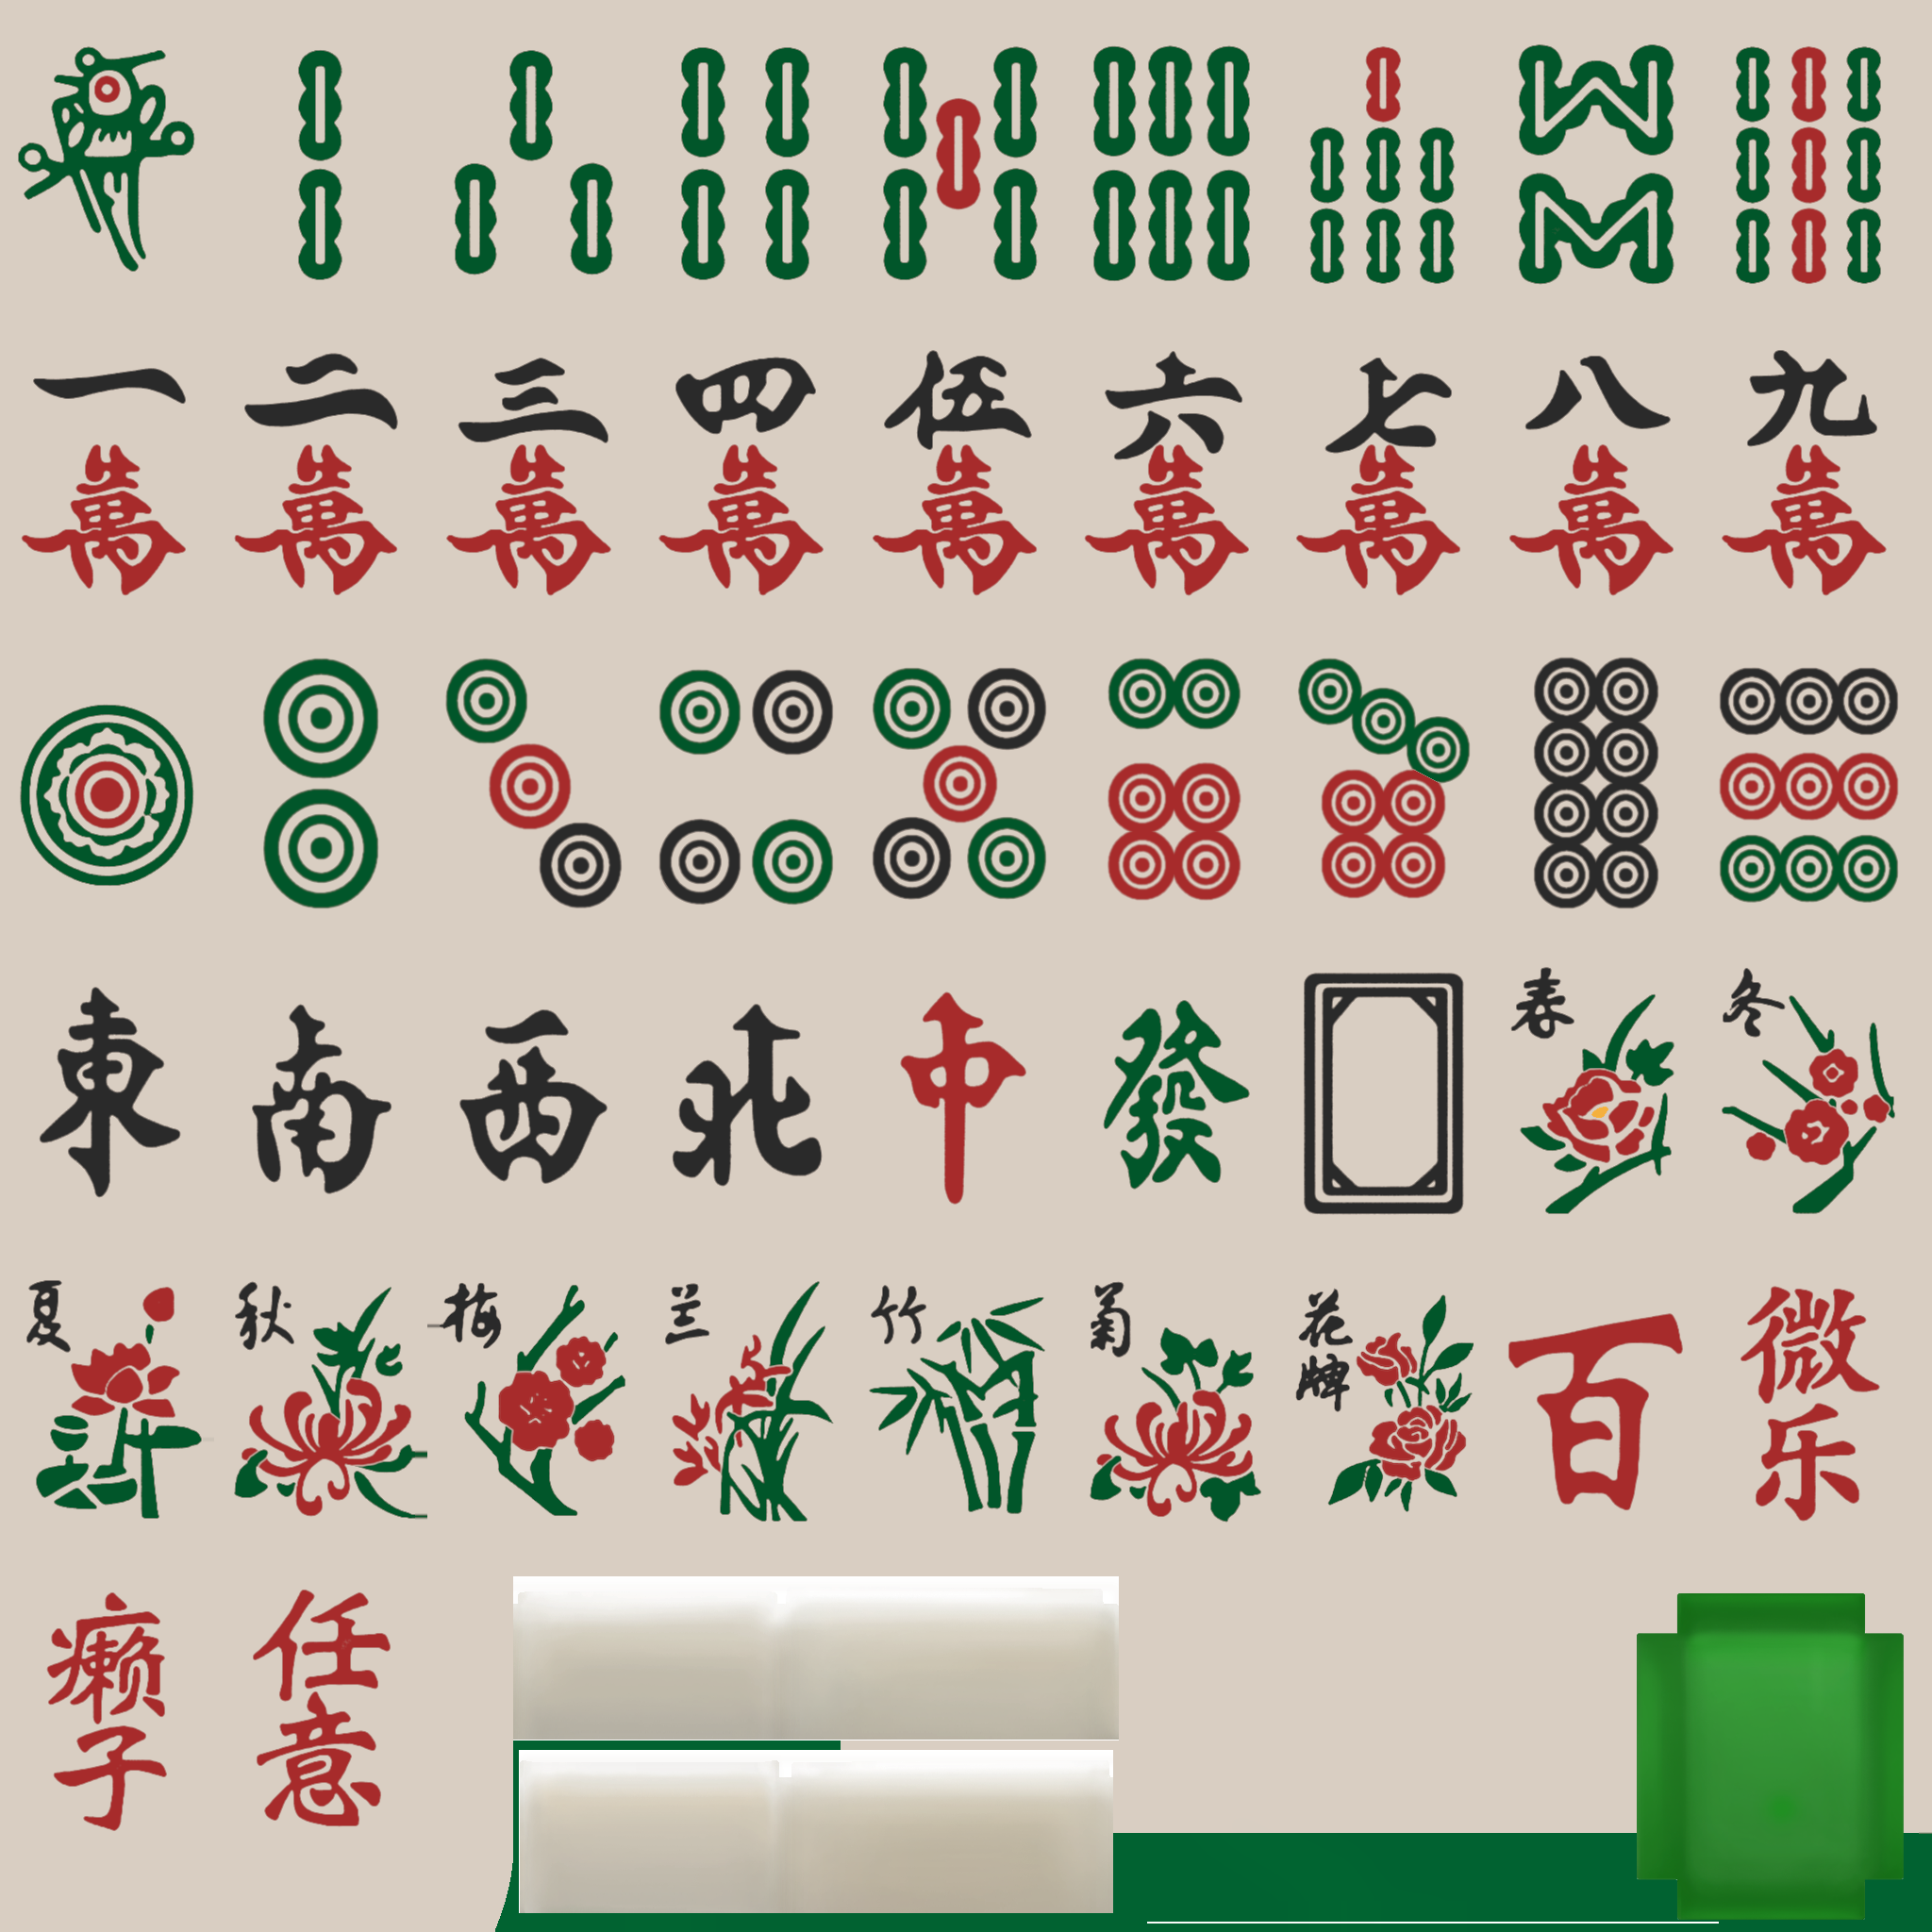 一萬 二萬 三萬 四萬 伍萬 六萬 七萬 八萬 九萬
東 南 西 北 中 發 春 冬
夏 秋 梅 兰 竹 菊 花牌 百 微乐
癞子 任意